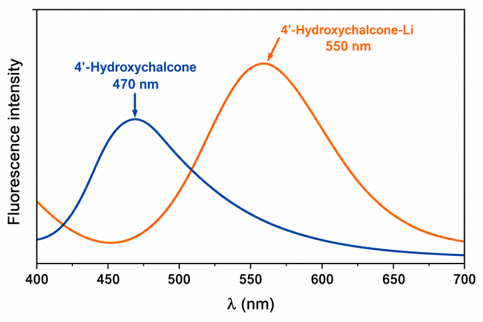 4'-Hydroxychalcone-Li
550 nm
4'-Hydroxychalcone
470 nm
Fluorescence intensity
400 450 500 550 600 650 700
λ (nm)